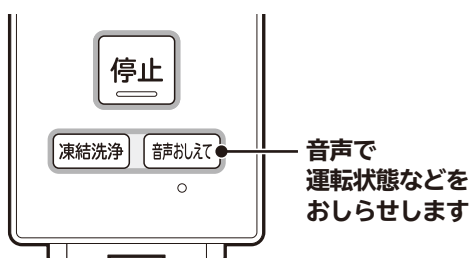 停止
凍結洗浄 音声おしえて
音声で
運転状態などを
おしらせします